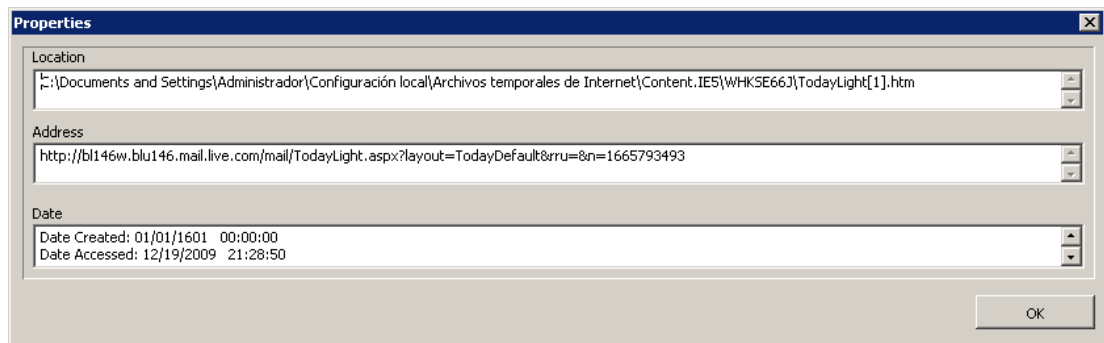 Properties
Location
C:\Documents and Settings\Administrador\Configuración local\Archivos temporales de Internet\Content.IE5\WHKSE66J\TodayLight[1].htm
Address
http://bl146w.blu146.mail.live.com/mail/TodayLight.aspx?layout=TodayDefault&rru=&n=1665793493
Date
Date Created: 01/01/1601 00:00:00
Date Accessed: 12/19/2009 21:28:50
OK